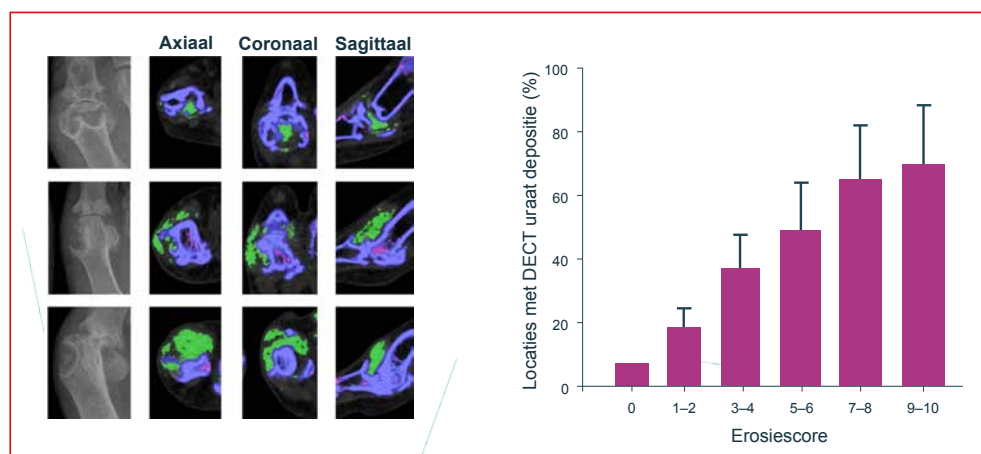 Axiaal Coronaal Sagittaal
Locaties met DECT uraat depositie (%)
100
80
60
40
20
0
0 1–2 3–4 5–6 7–8 9–10
Erosiescore